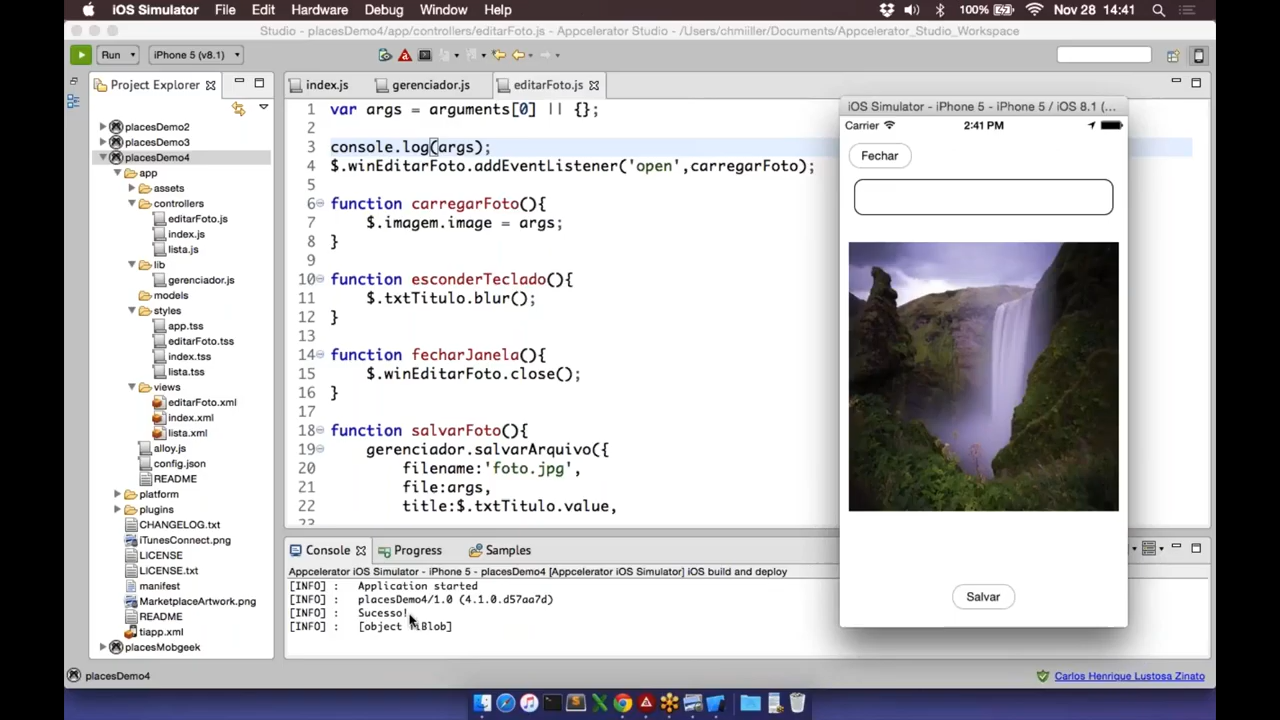 iOS Simulator File Edit Hardware Debug Window Help 100% Nov 28 14:41
Studio - placesDemo4/app/controllers/editarFoto.js - Appcelerator Studio - /Users/chmiiller/Documents/Appcelerator_Studio_Workspace
Run iPhone 5 (v8.1)
Project Explorer
placesDemo2
placesDemo3
placesDemo4
app
assets
controllers
editarFoto.js
index.js
lista.js
lib
gerenciador.js
models
styles
app.tss
editarFoto.tss
index.tss
lista.tss
views
editarFoto.xml
index.xml
lista.xml
alloy.js
config.json
README
platform
plugins
CHANGELOG.txt
iTunesConnect.png
LICENSE
LICENSE.txt
manifest
MarketplaceArtwork.png
README
tiapp.xml
placesMobgeek
index.js gerenciador.js editarFoto.js
1 var args = arguments[0] || {};
2
3 console.log(args);
4 $.winEditarFoto.addEventListener('open',carregarFoto);
5
6 function carregarFoto(){
7 $.imagem.image = args;
8 }
9
10 function esconderTeclado(){
11 $.txtTitulo.blur();
12 }
13
14 function fecharJanela(){
15 $.winEditarFoto.close();
16 }
17
18 function salvarFoto(){
19 gerenciador.salvarArquivo({
20 filename:'foto.jpg',
21 file:args,
22 title:$.txtTitulo.value,
23
Console Progress Samples
Appcelerator iOS Simulator - iPhone 5 - placesDemo4 [Appcelerator iOS Simulator] iOS build and deploy
[INFO] : Application started
[INFO] : placesDemo4/1.0 (4.1.0.d57aa7d)
[INFO] : Sucesso!
[INFO] : [object TiBlob]
iOS Simulator - iPhone 5 - iPhone 5 / iOS 8.1 (...
Carrier 2:41 PM
Fechar
Salvar
placesDemo4
Carlos Henrique Lustosa Zinato